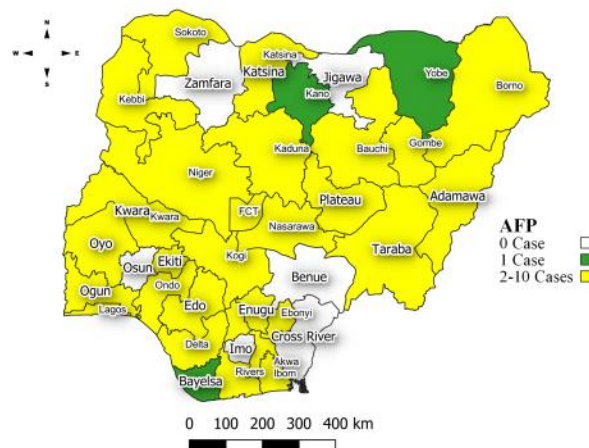 N
W
E
S
Sokoto
Katsina
Zamfara
Katsina
Jigawa
Yobe
Kano
Borno
Kebbi
Kaduna
Bauchi
Gombe
Niger
Adamawa
Plateau
Kwara
Kwara
FCT
Nasarawa
Oyo
Taraba
Osun
Ekiti
Kogi
Benue
Ogun
Ondo
Edo
Lagos
Enugu
Ebonyi
Cross River
Delta
Imo
Bayelsa
Rivers
Akwa
Ibom
AFP
0 Case
1 Case
2-10 Cases
0 100 200 300 400 km